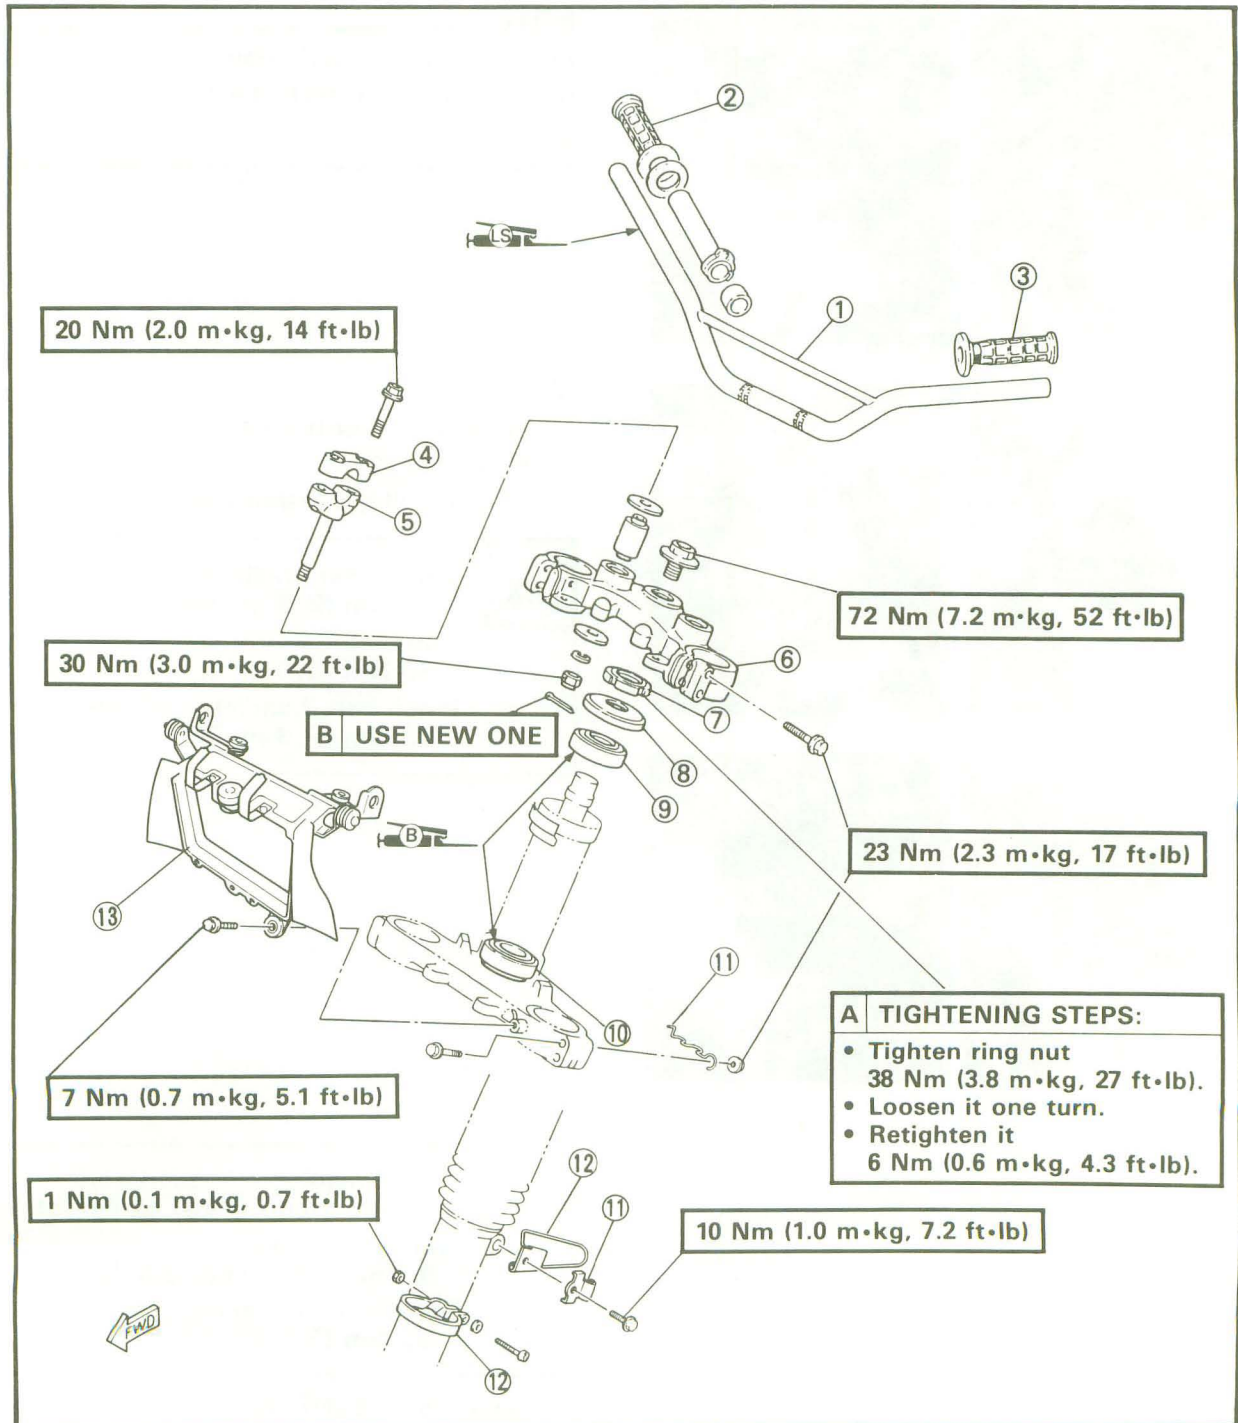 ②
LS
③
①
20 Nm (2.0 m•kg, 14 ft•lb)
④
⑤
72 Nm (7.2 m•kg, 52 ft•lb)
30 Nm (3.0 m•kg, 22 ft•lb)
⑥
⑦
B USE NEW ONE
⑧
⑨
B
23 Nm (2.3 m•kg, 17 ft•lb)
⑬
⑪
⑩
A TIGHTENING STEPS:
• Tighten ring nut
38 Nm (3.8 m•kg, 27 ft•lb).
• Loosen it one turn.
• Retighten it
6 Nm (0.6 m•kg, 4.3 ft•lb).
7 Nm (0.7 m•kg, 5.1 ft•lb)
⑫
1 Nm (0.1 m•kg, 0.7 ft•lb)
⑪
10 Nm (1.0 m•kg, 7.2 ft•lb)
FWD
⑫